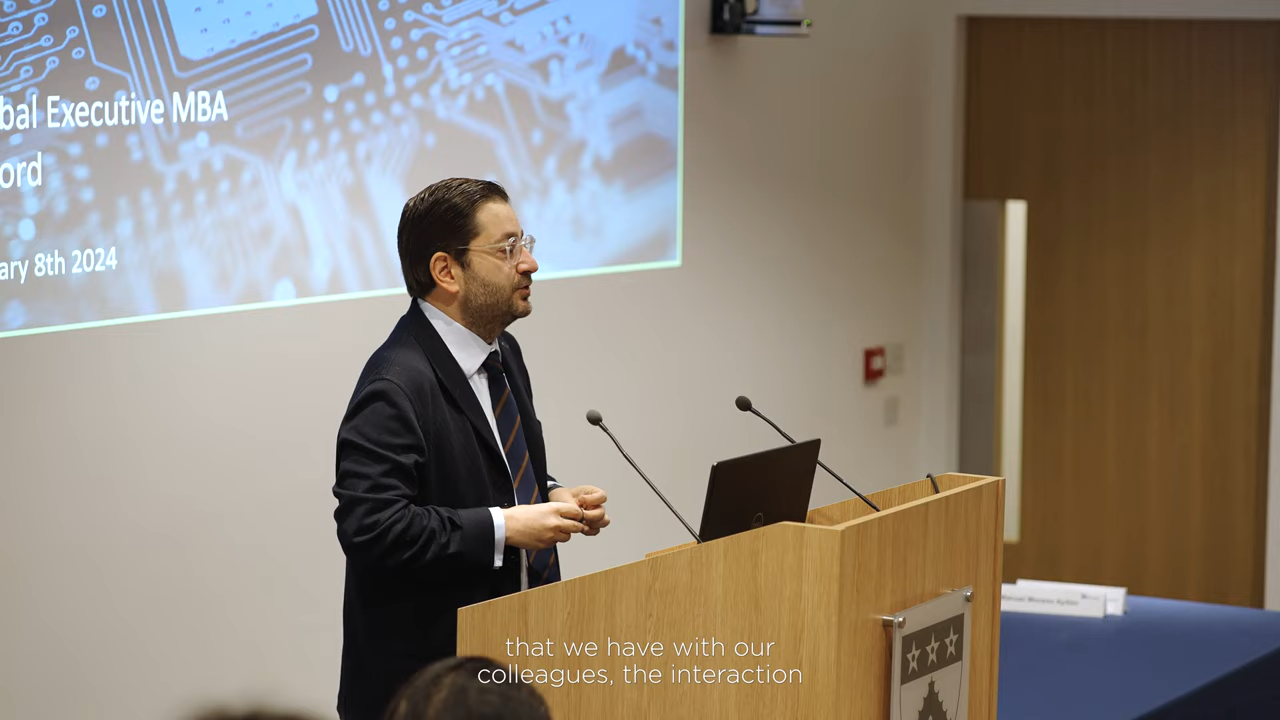 bal Executive MBA
ord
ary 8th 2024
that we have with our
colleagues, the interaction